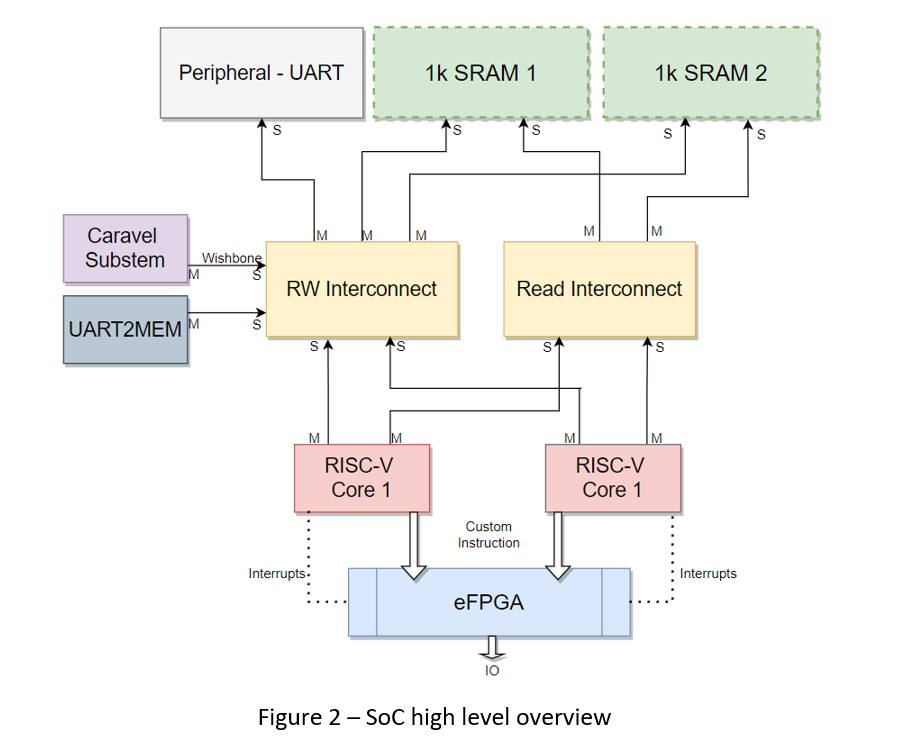 Peripheral - UART
1k SRAM 1
1k SRAM 2
S
S
S
S
S
M
M
M
M
M
Caravel
Substem
M
Wishbone
S
UART2MEM
M
S
RW Interconnect
Read Interconnect
S
S
S
S
M
M
M
M
RISC-V
Core 1
RISC-V
Core 1
Custom
Instruction
Interrupts
Interrupts
eFPGA
IO
Figure 2 – SoC high level overview